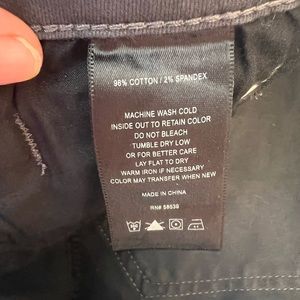 98% COTTON / 2% SPANDEX
MACHINE WASH COLD
INSIDE OUT TO RETAIN COLOR
DO NOT BLEACH
TUMBLE DRY LOW
OR FOR BETTER CARE
LAY FLAT TO DRY
WARM IRON IF NECESSARY
COLOR MAY TRANSFER WHEN NEW
MADE IN CHINA
RN# 58538